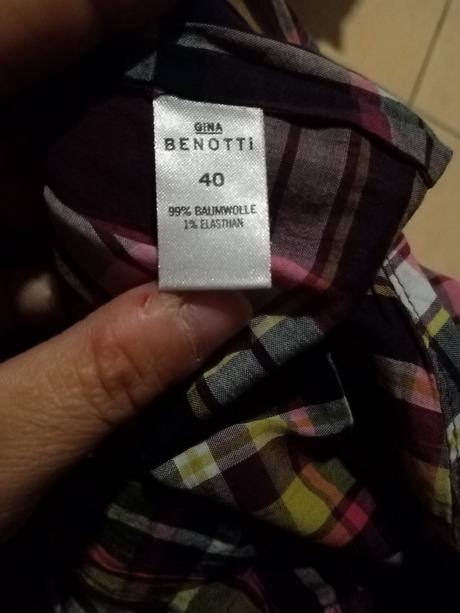 GINA
BENOTTI
40
99% BAUMWOLLE
1% ELASTHAN